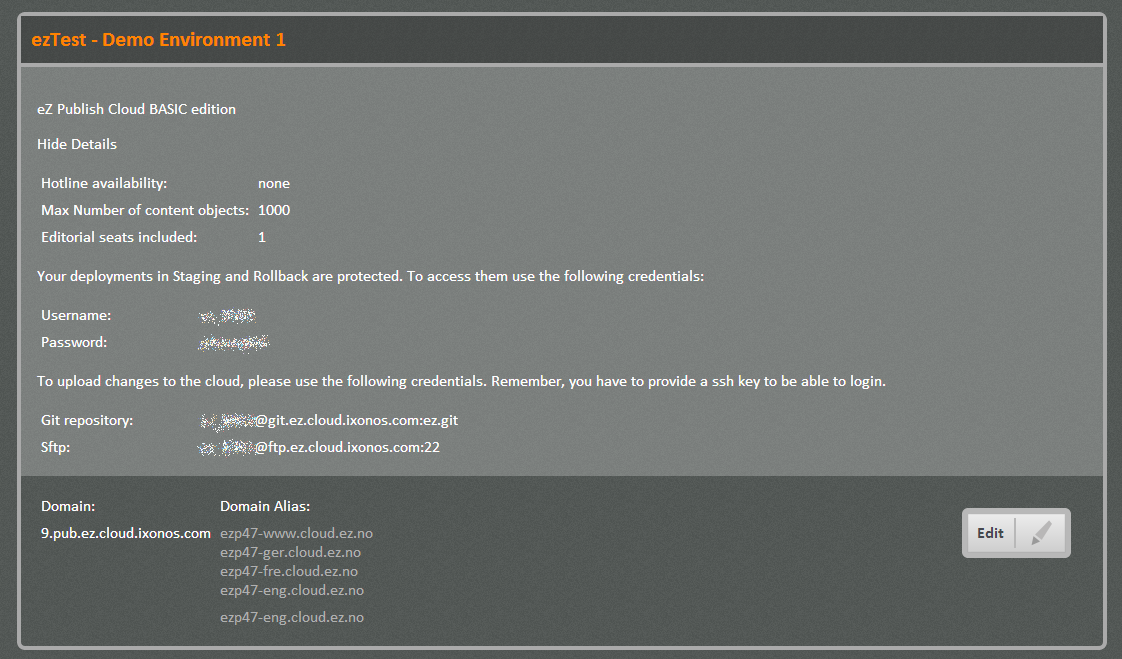 ezTest - Demo Environment 1
eZ Publish Cloud BASIC edition
Hide Details
Hotline availability: none
Max Number of content objects: 1000
Editorial seats included: 1
Your deployments in Staging and Rollback are protected. To access them use the following credentials:
Username:
Password:
To upload changes to the cloud, please use the following credentials. Remember, you have to provide a ssh key to be able to login.
Git repository: @git.ez.cloud.ixonos.com:ez.git
Sftp: @ftp.ez.cloud.ixonos.com:22
Domain: Domain Alias:
9.pub.ez.cloud.ixonos.com ezp47-www.cloud.ez.no
ezp47-ger.cloud.ez.no
ezp47-fre.cloud.ez.no
ezp47-eng.cloud.ez.no
ezp47-eng.cloud.ez.no
Edit